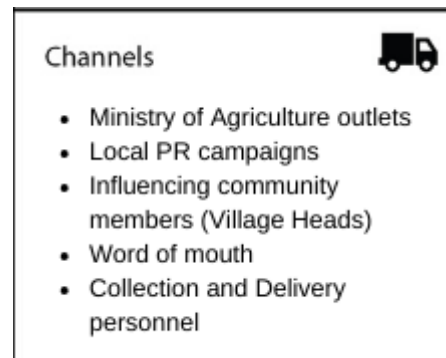 Channels
• Ministry of Agriculture outlets
• Local PR campaigns
• Influencing community
members (Village Heads)
• Word of mouth
• Collection and Delivery
personnel